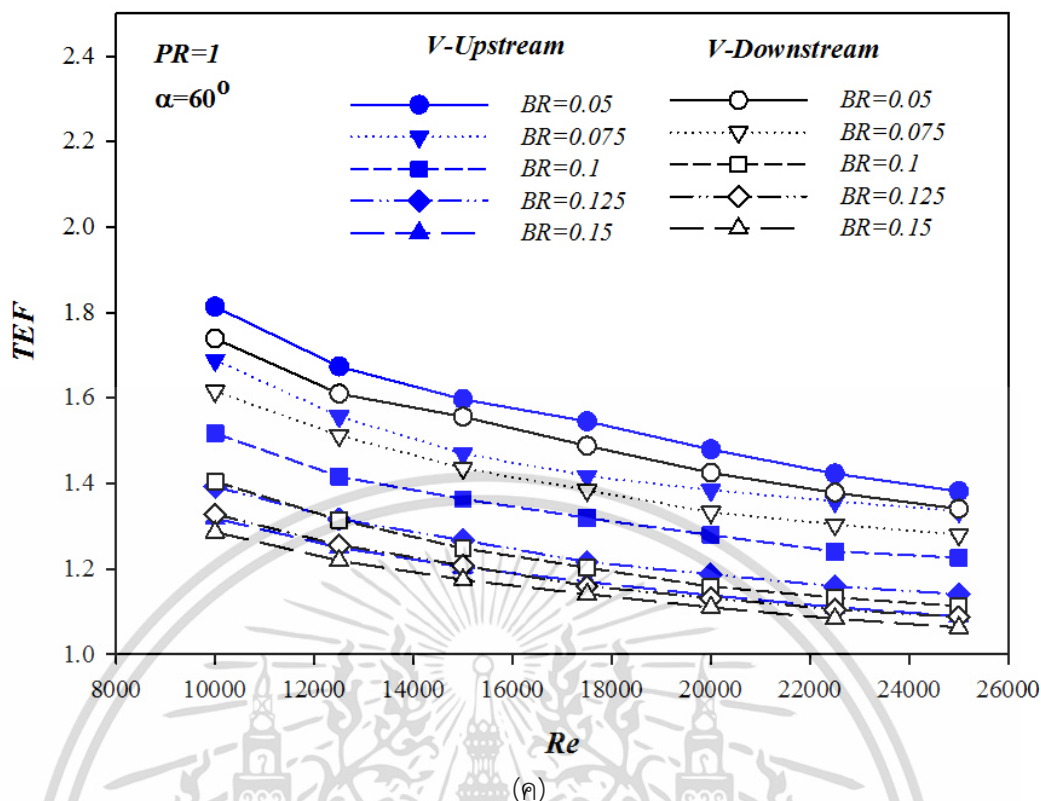 PR=1
α=60⁰
V-Upstream
BR=0.05
BR=0.075
BR=0.1
BR=0.125
BR=0.15
V-Downstream
BR=0.05
BR=0.075
BR=0.1
BR=0.125
BR=0.15
TEF
2.4
2.2
2.0
1.8
1.6
1.4
1.2
1.0
8000 10000 12000 14000 16000 18000 20000 22000 24000 26000
Re
(ค)